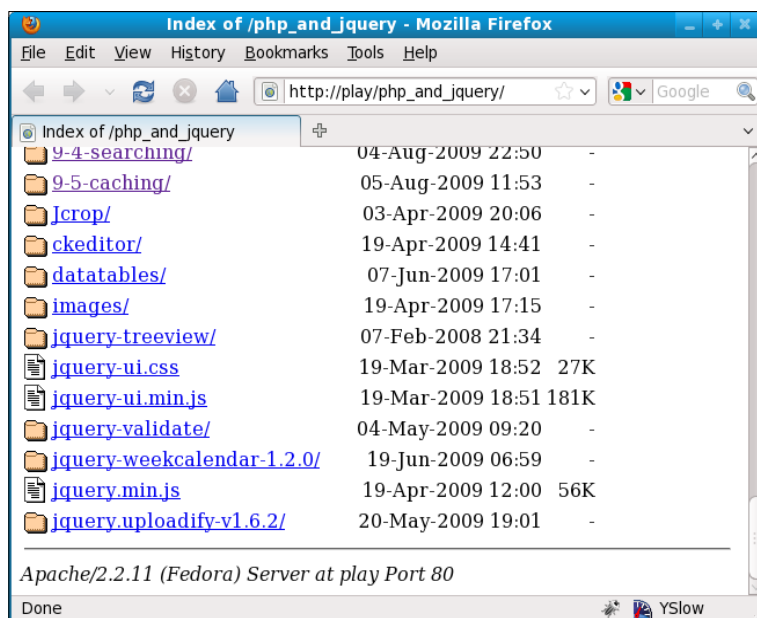 Index of /php_and_jquery - Mozilla Firefox
File Edit View History Bookmarks Tools Help
http://play/php_and_jquery/ Google
Index of /php_and_jquery
9-4-searching/ 04-Aug-2009 22:50 -
9-5-caching/ 05-Aug-2009 11:53 -
Jcrop/ 03-Apr-2009 20:06 -
ckeditor/ 19-Apr-2009 14:41 -
datatables/ 07-Jun-2009 17:01 -
images/ 19-Apr-2009 17:15 -
jquery-treeview/ 07-Feb-2008 21:34 -
jquery-ui.css 19-Mar-2009 18:52 27K
jquery-ui.min.js 19-Mar-2009 18:51 181K
jquery-validate/ 04-May-2009 09:20 -
jquery-weekcalendar-1.2.0/ 19-Jun-2009 06:59 -
jquery.min.js 19-Apr-2009 12:00 56K
jquery.uploadify-v1.6.2/ 20-May-2009 19:01 -
Apache/2.2.11 (Fedora) Server at play Port 80
Done YSlow